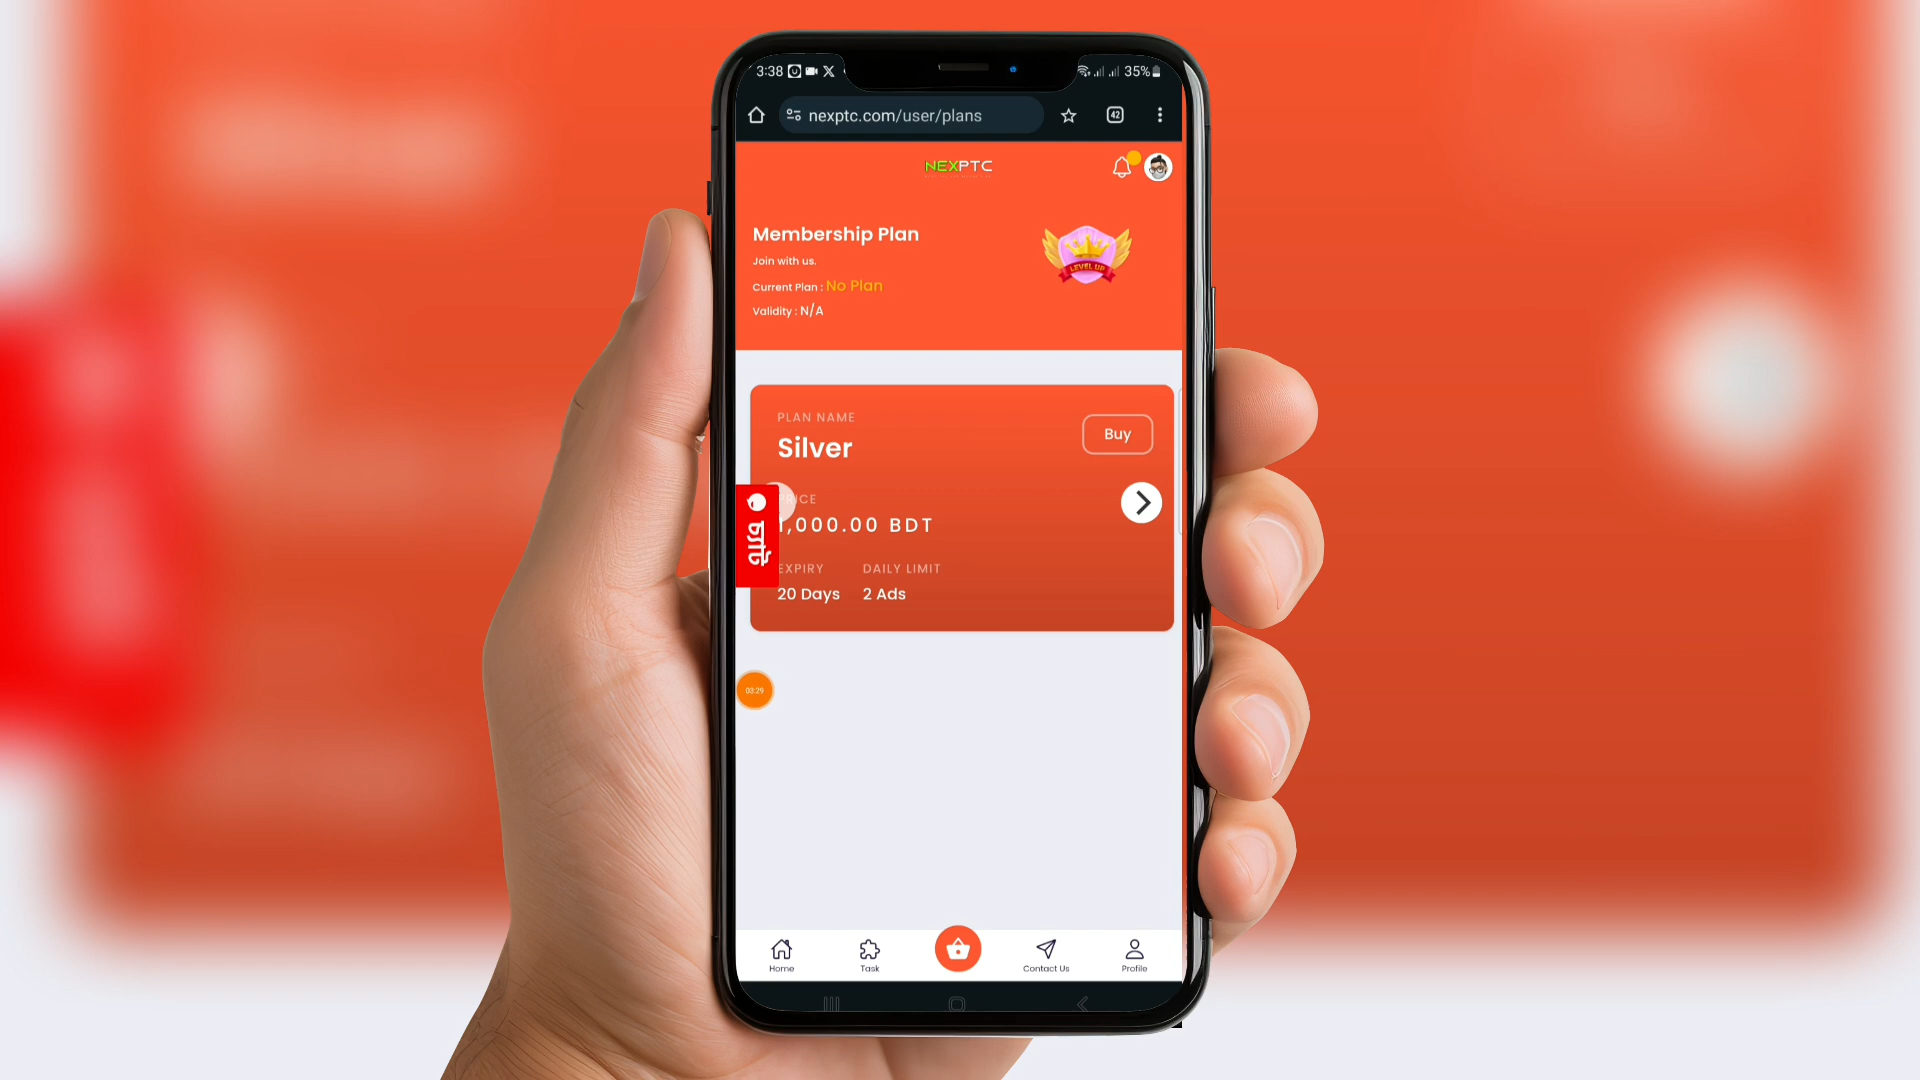 3:38
35%
nexptc.com/user/plans
42
NEXPTC
Membership Plan
Join with us.
Current Plan : No Plan
Validity : N/A
LEVEL UP
PLAN NAME
Silver
Buy
PRICE
1,000.00 BDT
চ্যাট
EXPIRY
DAILY LIMIT
20 Days
2 Ads
03:29
Home
Task
Contact Us
Profile